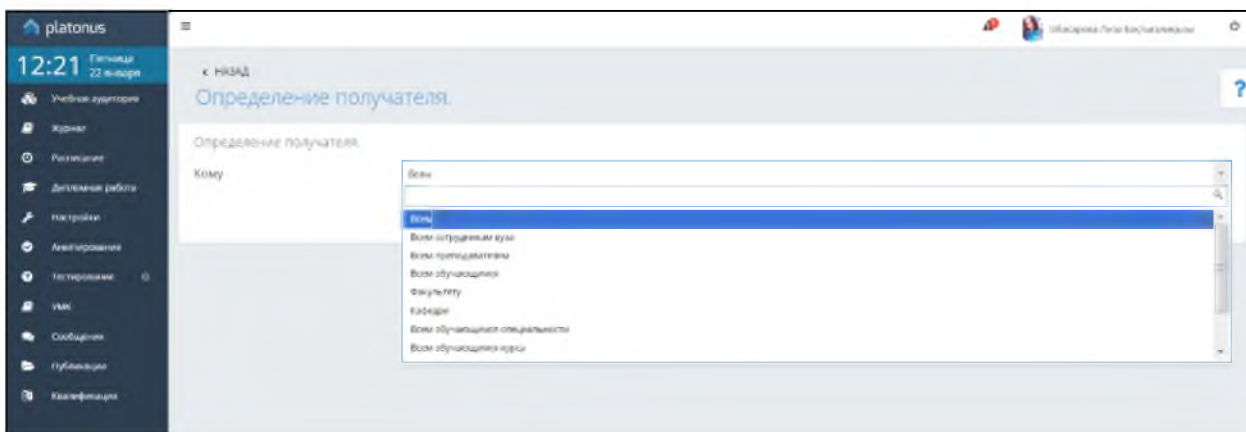 platonus
12:21 Пятница
22 января
Учебная аудитория
Журнал
Расписание
Дипломная работа
Настройки
Анкетирование
Тестирование
УМК
Сообщения
Публикации
Квалификация
НАЗАД
Определение получателя.
Определение получателя.
Кому
Всем
Всем
Всем сотрудникам вуза
Всем преподавателям
Всем обучающимся
Факультету
Кафедре
Всем обучающимся специальности
Всем обучающимся курса
?